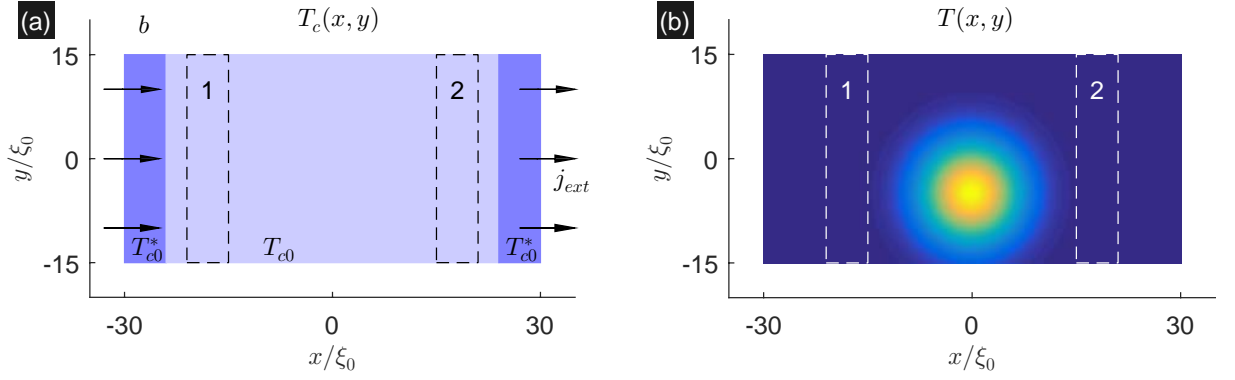 (a)
b
T_c(x, y)
15
0
-15
y/ξ_0
1
2
j_ext
T*_c0
T_c0
T*_c0
-30
0
30
x/ξ_0
(b)
T(x, y)
15
0
-15
y/ξ_0
1
2
-30
0
30
x/ξ_0